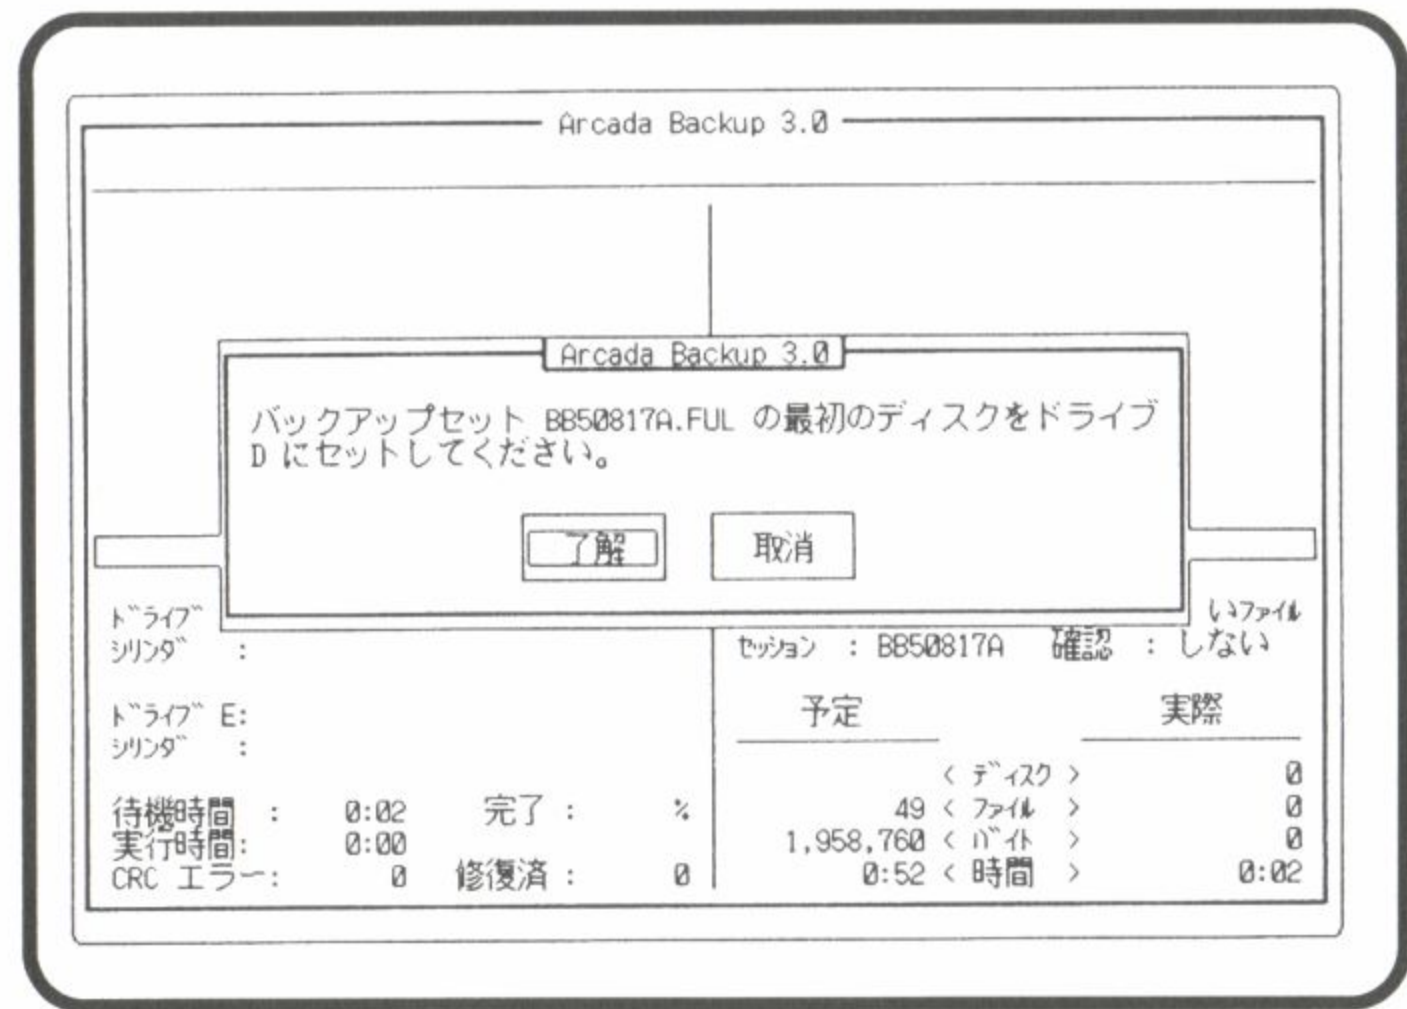 Arcada Backup 3.0
Arcada Backup 3.0
バックアップセット BB50817A.FUL の最初のディスクをドライブ
D にセットしてください。
了解 取消
ﾄﾞﾗｲﾌﾞ いﾌｧｲﾙ
ｼﾘﾝﾀﾞ : ｾｯｼｮﾝ : BB50817A 確認 : しない
ﾄﾞﾗｲﾌﾞ E: 予定 実際
ｼﾘﾝﾀﾞ :
< ﾃﾞｨｽｸ > 0
待機時間 : 0:02 完了 : % 49 < ﾌｧｲﾙ > 0
実行時間: 0:00 1,958,760 < ﾊﾞｲﾄ > 0
CRC エラー: 0 修復済 : 0 0:52 < 時間 > 0:02